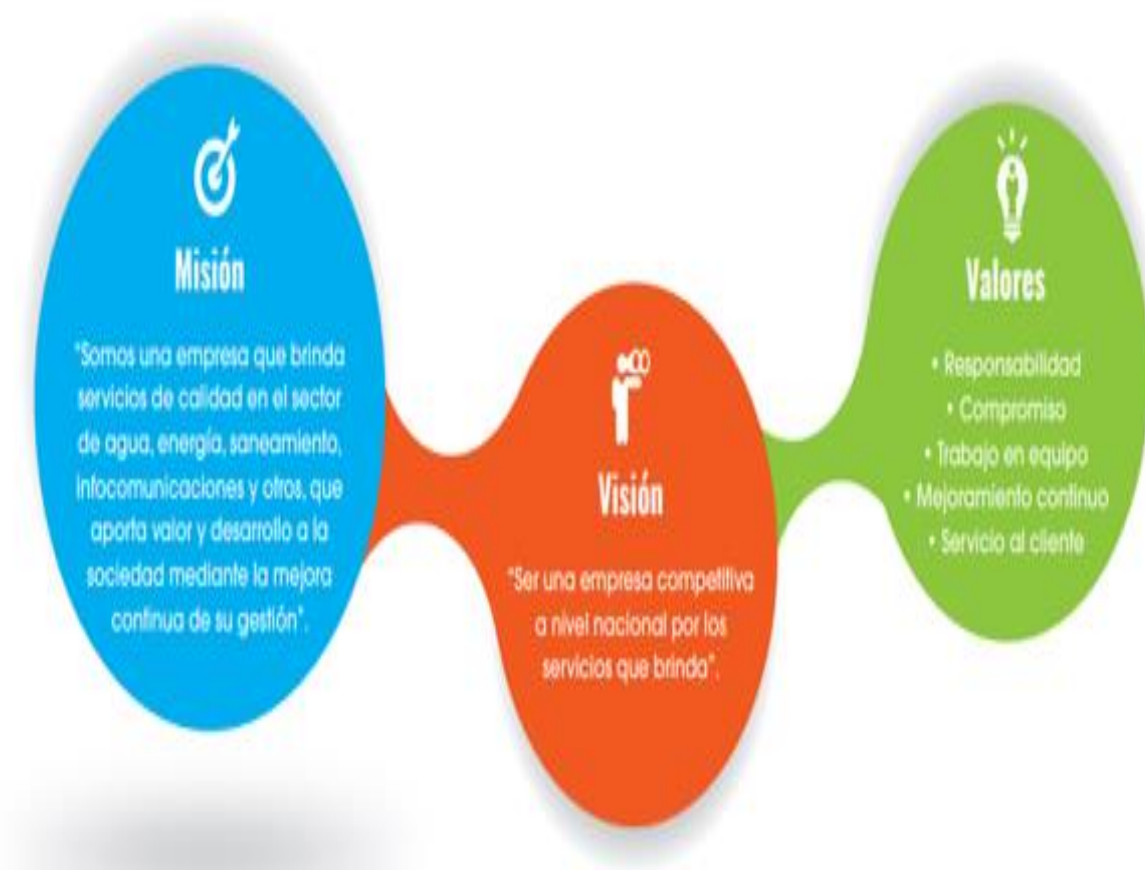 Misión
"Somos una empresa que brinda
servicios de calidad en el sector
de agua, energía, saneamiento,
infocomunicaciones y otros, que
aporta valor y desarrollo a la
sociedad mediante la mejora
continua de su gestión".
Visión
"Ser una empresa competitiva
a nivel nacional por los
servicios que brinda".
Valores
• Responsabilidad
• Compromiso
• Trabajo en equipo
• Mejoramiento continuo
• Servicio al cliente